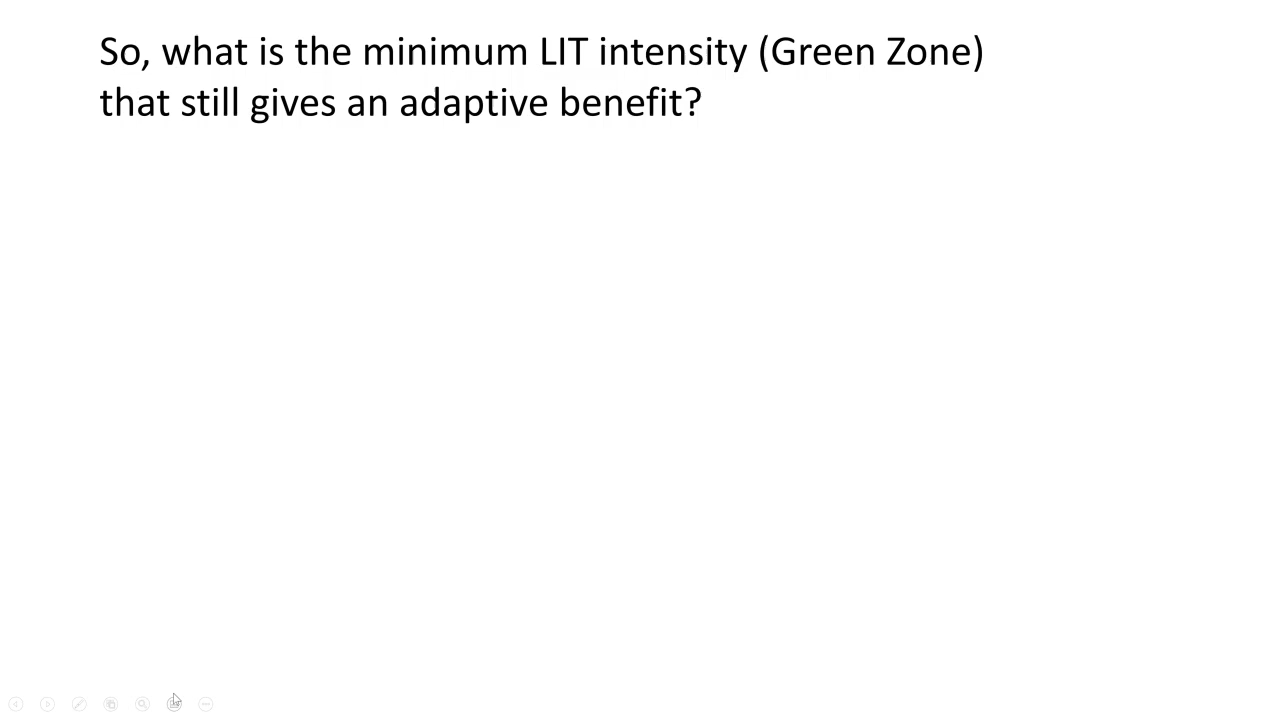 So, what is the minimum LIT intensity (Green Zone)
that still gives an adaptive benefit?